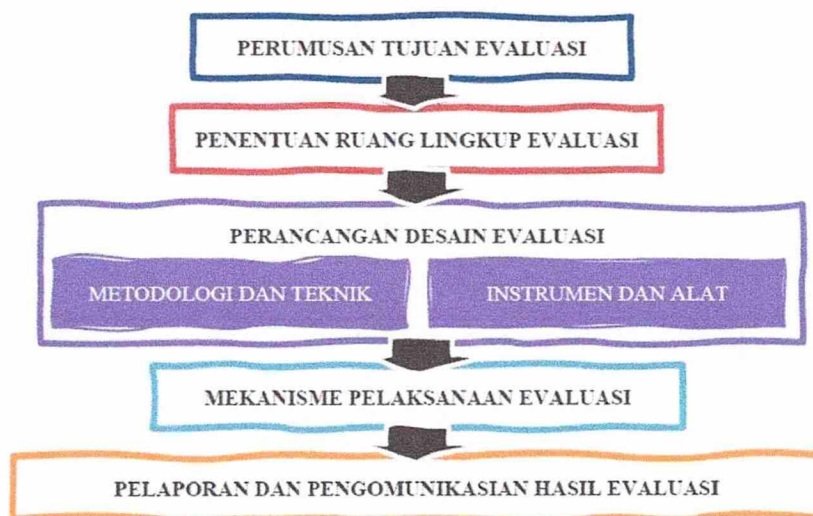 PERUMUSAN TUJUAN EVALUASI
PENENTUAN RUANG LINGKUP EVALUASI
PERANCANGAN DESAIN EVALUASI
METODOLOGI DAN TEKNIK
INSTRUMEN DAN ALAT
MEKANISME PELAKSANAAN EVALUASI
PELAPORAN DAN PENGOMUNIKASIAN HASIL EVALUASI